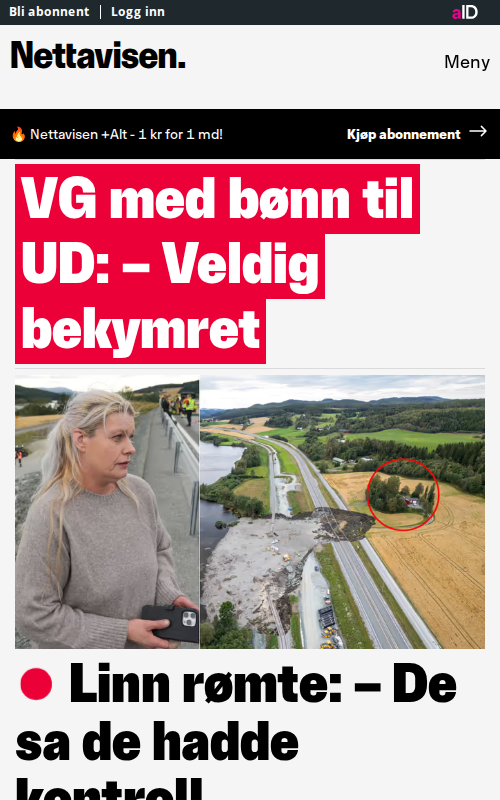 Bli abonnent | Logg inn
aID
Nettavisen.
Meny
🔥 Nettavisen +Alt - 1 kr for 1 md!
Kjøp abonnement →
VG med bønn til
UD: – Veldig
bekymret
Linn rømte: – De
sa de hadde
kontroll